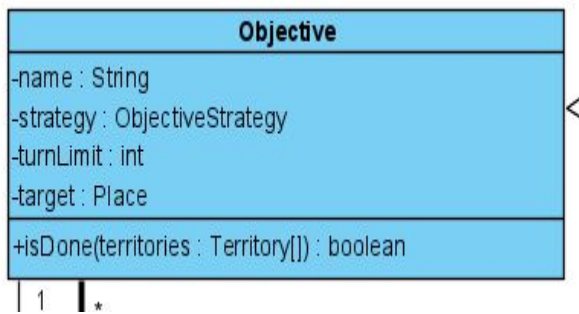 Objective
-name : String
-strategy : ObjectiveStrategy
-turnLimit : int
-target : Place
+isDone(territories : Territory[]) : boolean
1 *